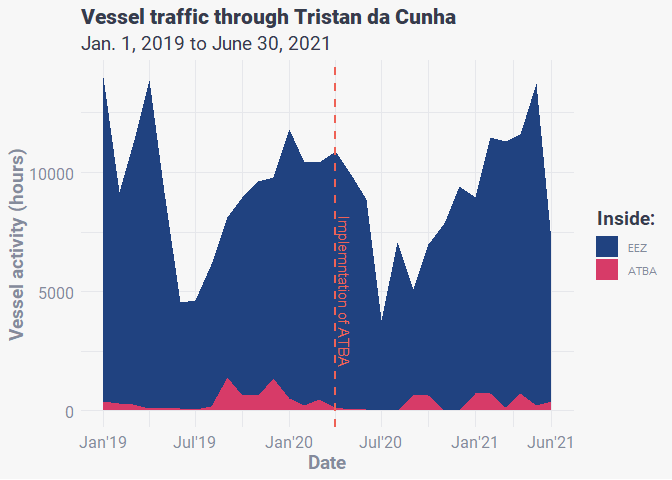 Vessel traffic through Tristan da Cunha
Jan. 1, 2019 to June 30, 2021
Vessel activity (hours)
10000
5000
0
Implemntation of ATBA
Inside:
EEZ
ATBA
Jan'19
Jul'19
Jan'20
Jul'20
Jan'21
Jun'21
Date